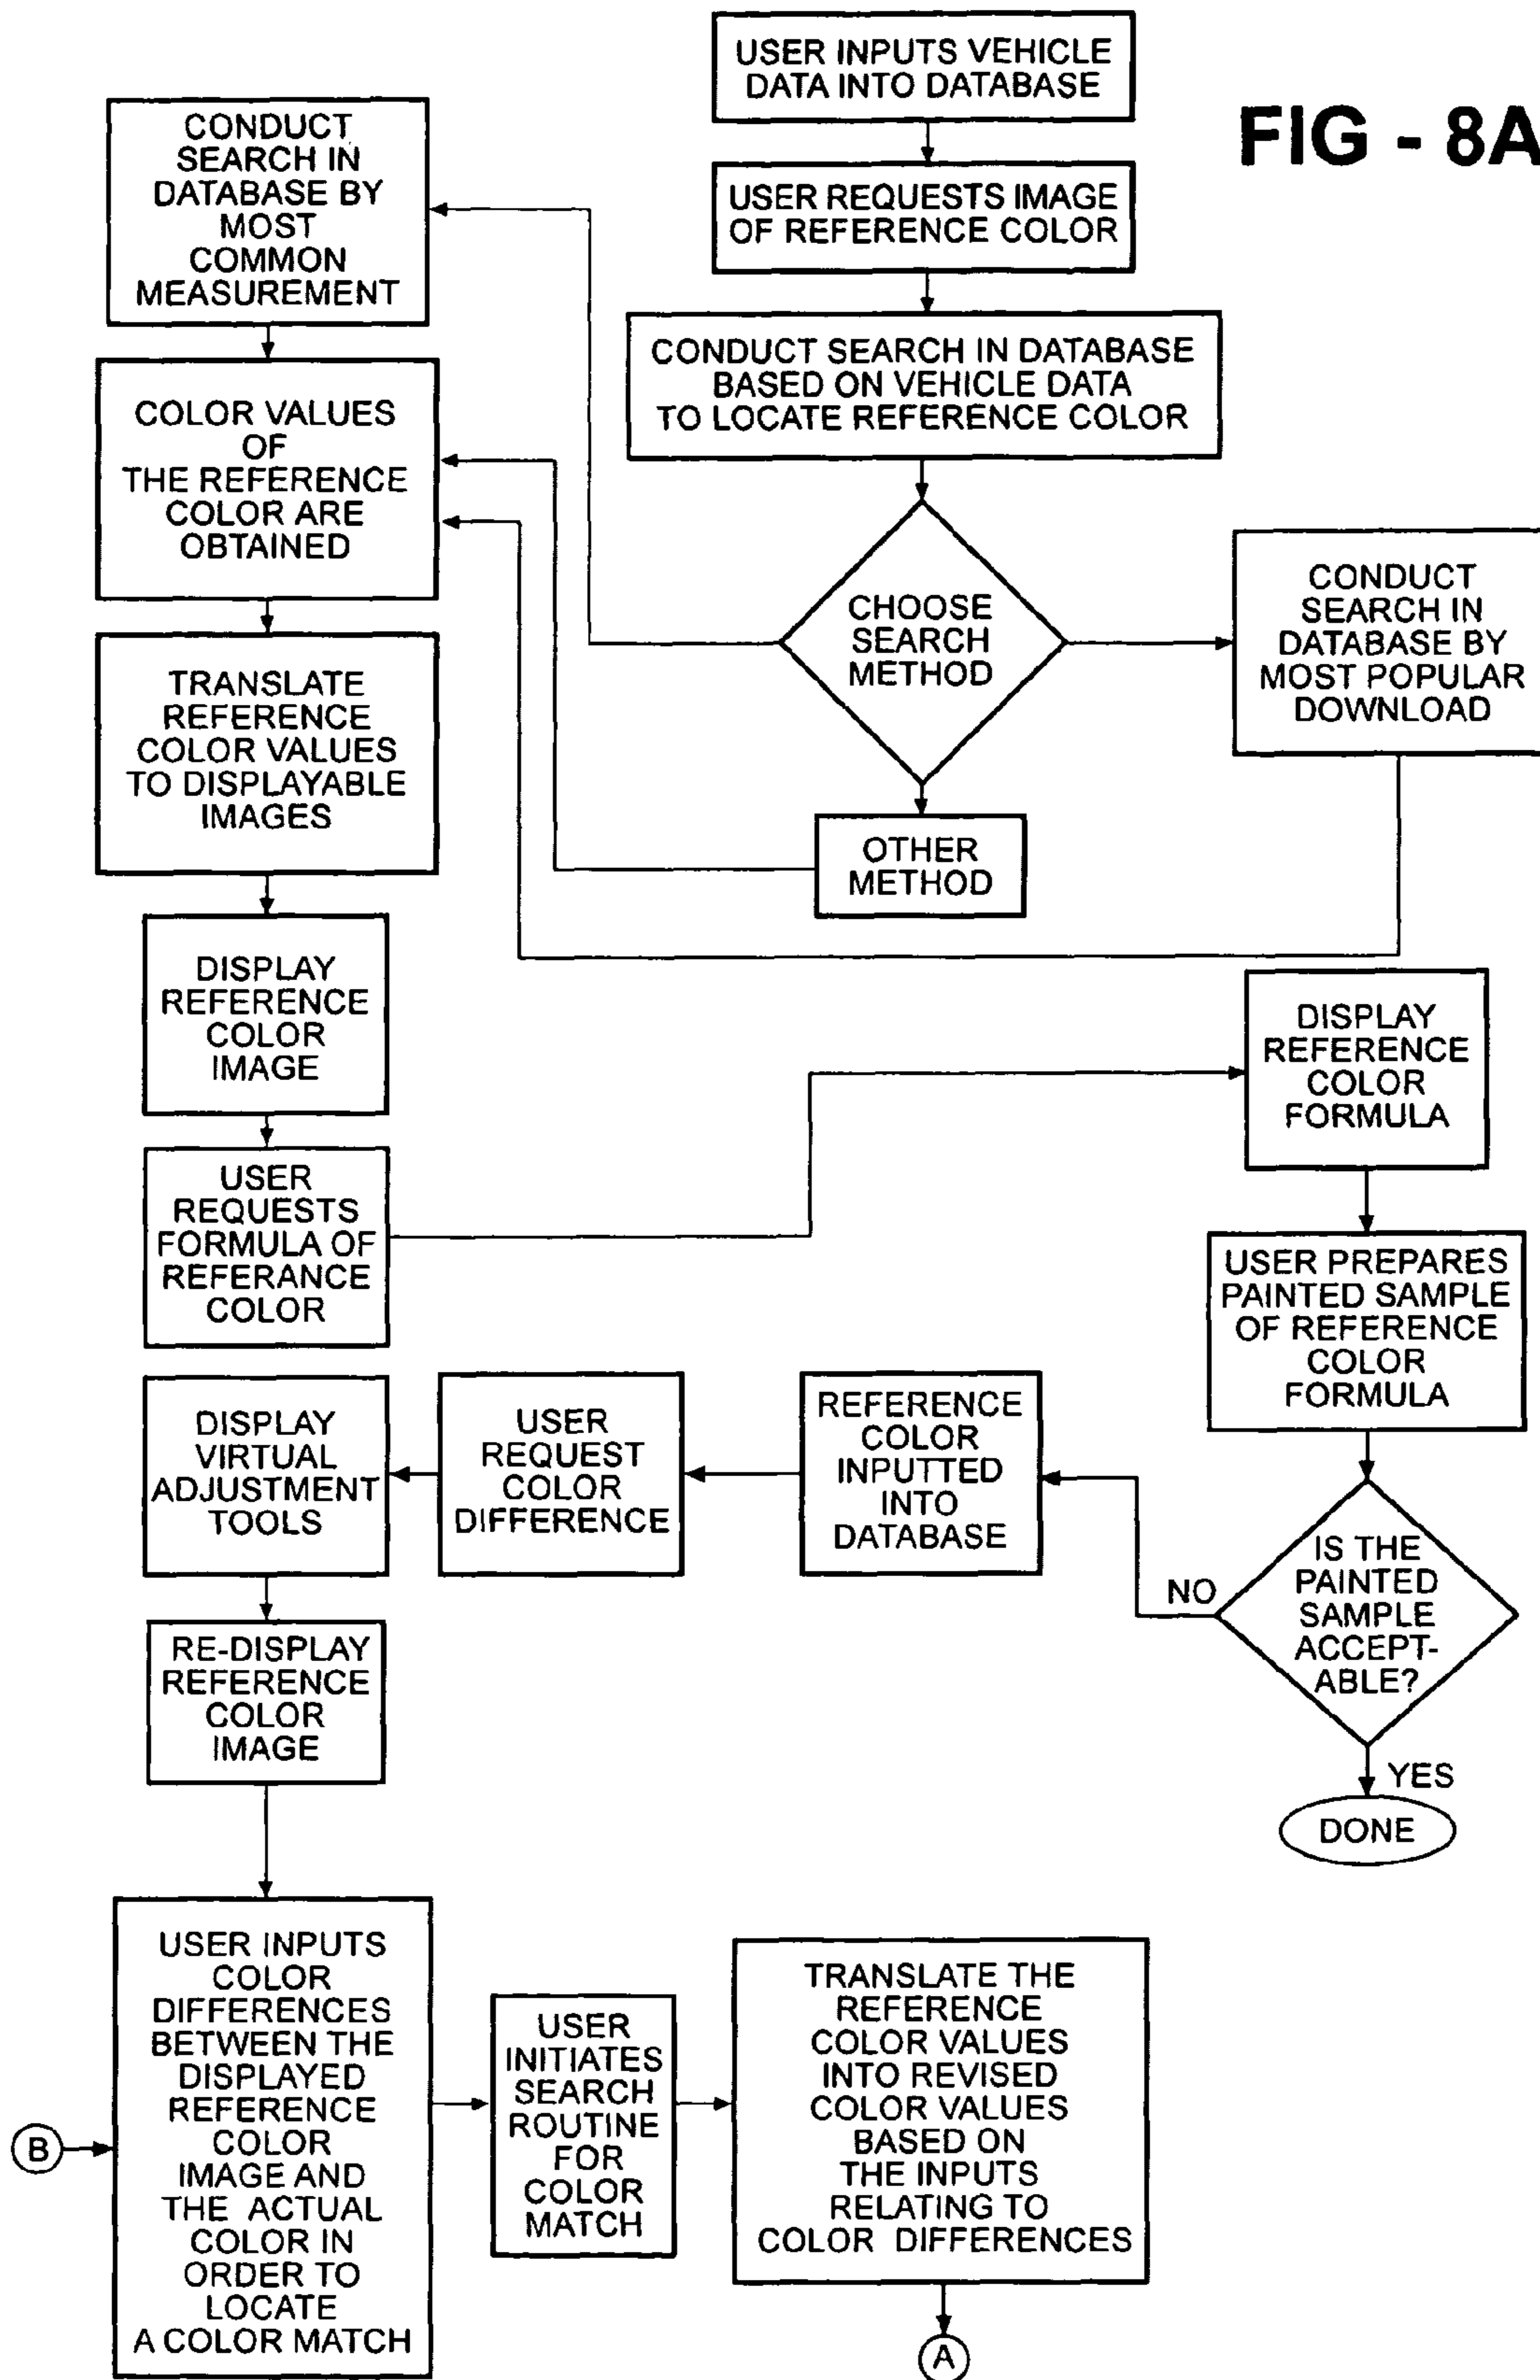 USER INPUTS VEHICLE
DATA INTO DATABASE
FIG - 8A
USER REQUESTS IMAGE
OF REFERENCE COLOR
CONDUCT SEARCH IN DATABASE
BASED ON VEHICLE DATA
TO LOCATE REFERENCE COLOR
CHOOSE
SEARCH
METHOD
CONDUCT
SEARCH IN
DATABASE BY
MOST
COMMON
MEASUREMENT
CONDUCT
SEARCH IN
DATABASE BY
MOST POPULAR
DOWNLOAD
OTHER
METHOD
COLOR VALUES
OF
THE REFERENCE
COLOR ARE
OBTAINED
TRANSLATE
REFERENCE
COLOR VALUES
TO DISPLAYABLE
IMAGES
DISPLAY
REFERENCE
COLOR
IMAGE
USER
REQUESTS
FORMULA OF
REFERANCE
COLOR
DISPLAY
REFERENCE
COLOR
FORMULA
USER PREPARES
PAINTED SAMPLE
OF REFERENCE
COLOR
FORMULA
IS THE
PAINTED
SAMPLE
ACCEPT-
ABLE?
NO
YES
DONE
REFERENCE
COLOR
INPUTTED
INTO
DATABASE
USER
REQUEST
COLOR
DIFFERENCE
DISPLAY
VIRTUAL
ADJUSTMENT
TOOLS
RE-DISPLAY
REFERENCE
COLOR
IMAGE
B
USER INPUTS
COLOR
DIFFERENCES
BETWEEN THE
DISPLAYED
REFERENCE
COLOR
IMAGE AND
THE ACTUAL
COLOR IN
ORDER TO
LOCATE
A COLOR MATCH
USER
INITIATES
SEARCH
ROUTINE
FOR
COLOR
MATCH
TRANSLATE THE
REFERENCE
COLOR VALUES
INTO REVISED
COLOR VALUES
BASED ON
THE INPUTS
RELATING TO
COLOR DIFFERENCES
A